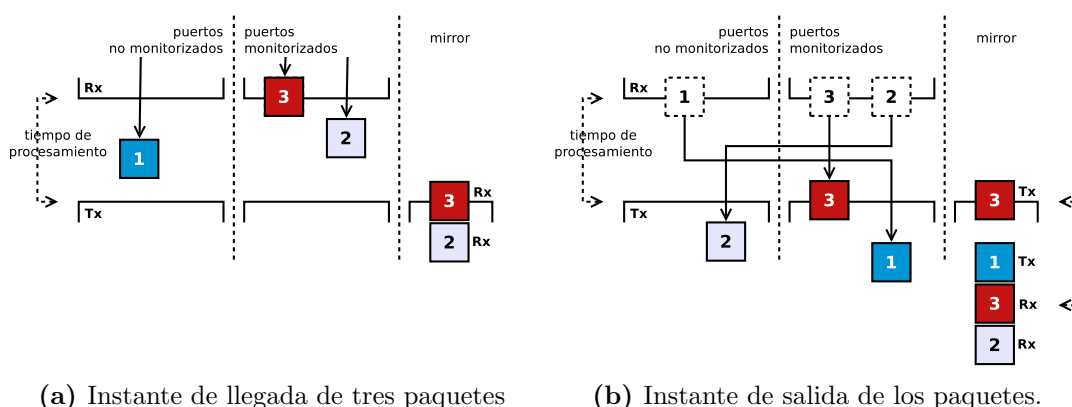 puertos
no monitorizados
puertos
monitorizados
mirror
Rx
3
2
tiempo de
procesamiento
1
3
Rx
Tx
2
Rx
(a) Instante de llegada de tres paquetes
puertos
no monitorizados
puertos
monitorizados
mirror
Rx
1
3
2
tiempo de
procesamiento
3
3
Tx
Tx
2
1
1
Tx
3
Rx
2
Rx
(b) Instante de salida de los paquetes.